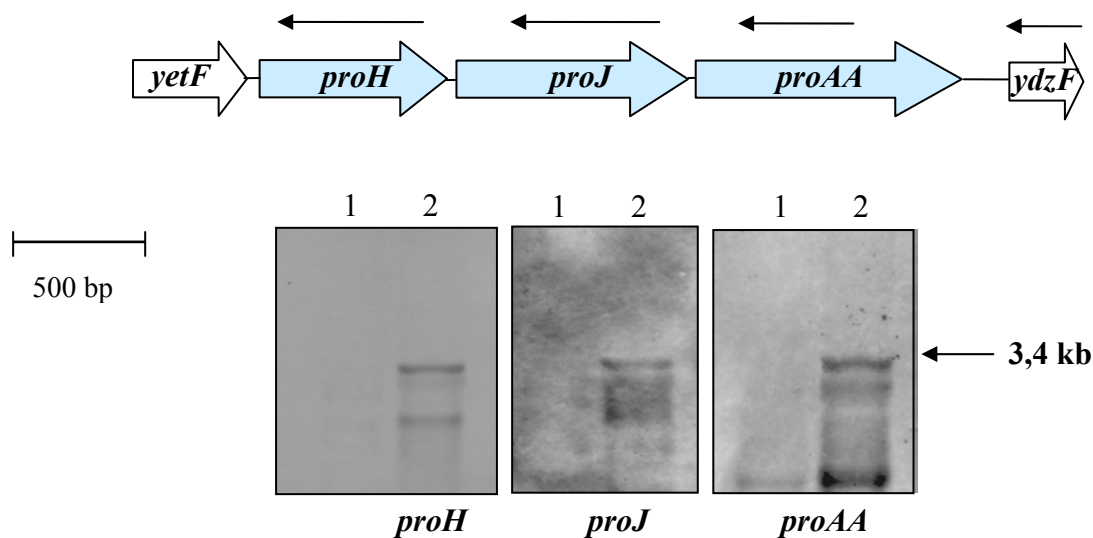 yetF proH proJ proAA ydzF
1 2 1 2 1 2
500 bp
3,4 kb
proH proJ proAA